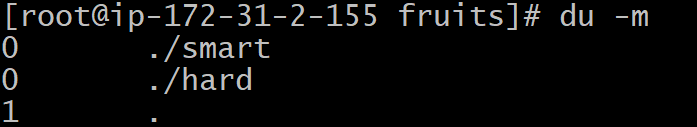 [root@ip-172-31-2-155 fruits]# du -m
0 ./smart
0 ./hard
1 .